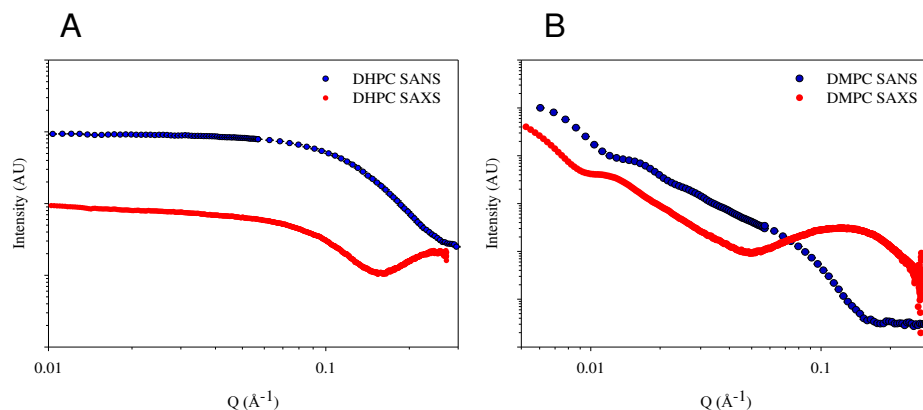 A
B
DHPC SANS
DHPC SAXS
DMPC SANS
DMPC SAXS
Intensity (AU)
Intensity (AU)
0.01
0.1
0.01
0.1
Q (Å-1)
Q (Å-1)